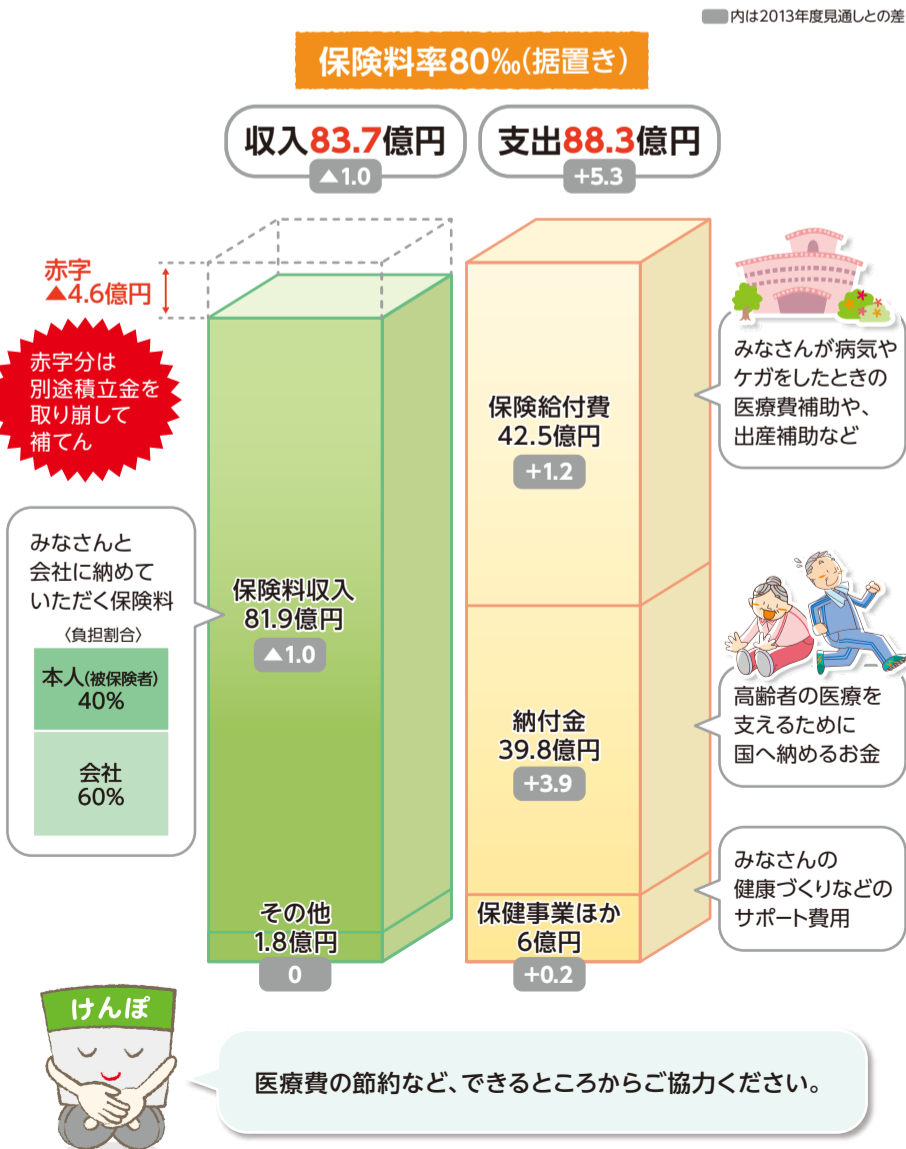 内は2013年度見通しとの差
保険料率80‰(据置き)
収入83.7億円
▲1.0
支出88.3億円
+5.3
赤字
▲4.6億円
赤字分は
別途積立金を
取り崩して
補てん
みなさんと
会社に納めて
いただく保険料
〈負担割合〉
本人(被保険者)
40%
会社
60%
保険料収入
81.9億円
▲1.0
その他
1.8億円
0
保険給付費
42.5億円
+1.2
納付金
39.8億円
+3.9
保健事業ほか
6億円
+0.2
みなさんが病気や
ケガをしたときの
医療費補助や、
出産補助など
高齢者の医療を
支えるために
国へ納めるお金
みなさんの
健康づくりなどの
サポート費用
けんぽ
医療費の節約など、できるところからご協力ください。